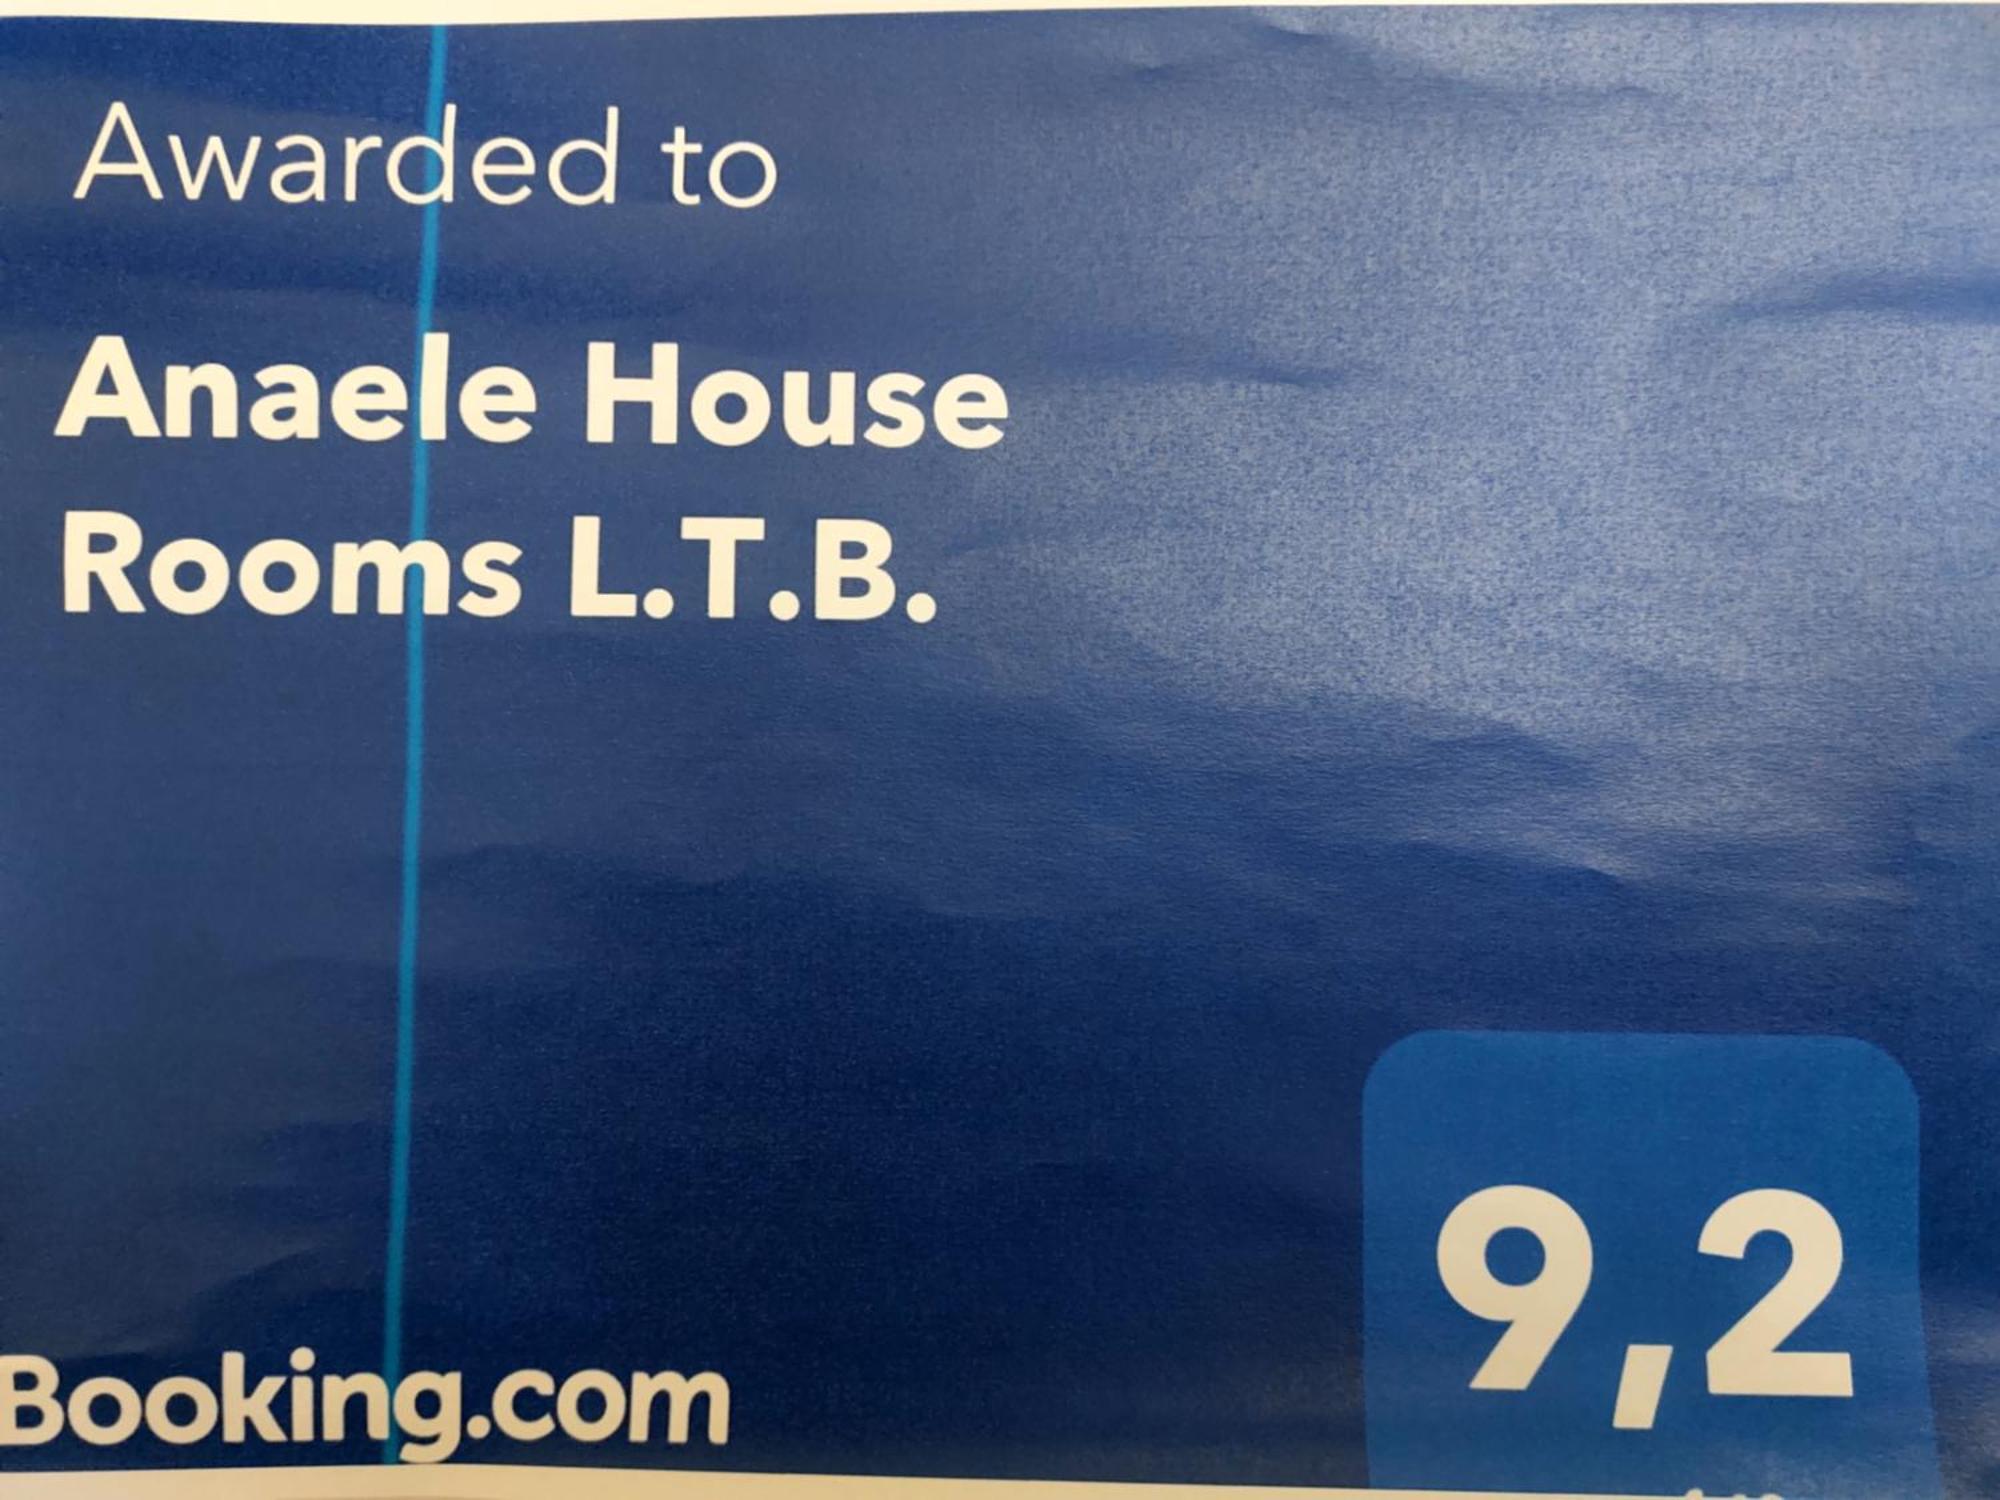 Awarded to
Anaele House
Rooms L.T.B.
Booking.com
9,2